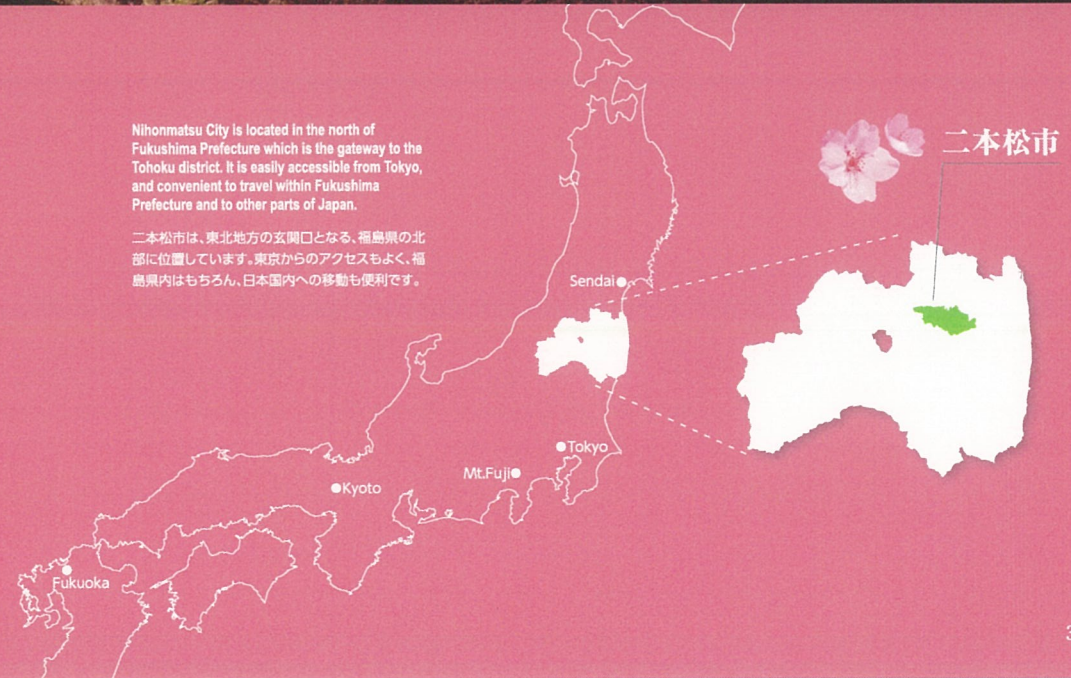 Nihonmatsu City is located in the north of
Fukushima Prefecture which is the gateway to the
Tohoku district. It is easily accessible from Tokyo,
and convenient to travel within Fukushima
Prefecture and to other parts of Japan.
二本松市は、東北地方の玄関口となる、福島県の北
部に位置しています。東京からのアクセスもよく、福
島県内はもちろん、日本国内への移動も便利です。
二本松市
Sendai
Tokyo
Mt.Fuji
Kyoto
Fukuoka